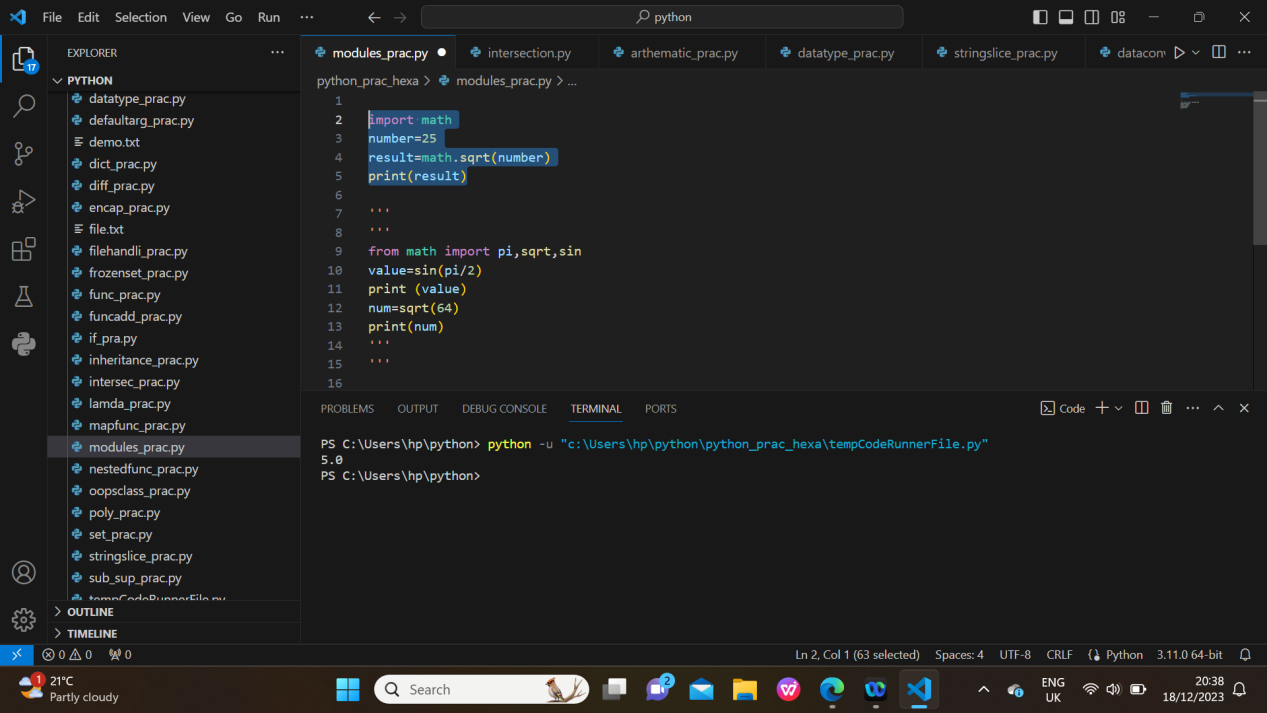 File Edit Selection View Go Run ···
python
EXPLORER
17
PYTHON
datatype_prac.py
defaultarg_prac.py
demo.txt
dict_prac.py
diff_prac.py
encap_prac.py
file.txt
filehandli_prac.py
frozenset_prac.py
func_prac.py
funcadd_prac.py
if_pra.py
inheritance_prac.py
intersec_prac.py
lamda_prac.py
mapfunc_prac.py
modules_prac.py
nestedfunc_prac.py
oopsclass_prac.py
poly_prac.py
set_prac.py
stringslice_prac.py
sub_sup_prac.py
tempCodeRunnerFile.py
OUTLINE
TIMELINE
modules_prac.py intersection.py arthematic_prac.py datatype_prac.py stringslice_prac.py datacon
python_prac_hexa > modules_prac.py > ...
1
2 import math
3 number=25
4 result=math.sqrt(number)
5 print(result)
6
7 '''
8 '''
9 from math import pi,sqrt,sin
10 value=sin(pi/2)
11 print (value)
12 num=sqrt(64)
13 print(num)
14 '''
15 '''
16
PROBLEMS OUTPUT DEBUG CONSOLE TERMINAL PORTS
Code
PS C:\Users\hp\python> python -u "c:\Users\hp\python\python_prac_hexa\tempCodeRunnerFile.py"
5.0
PS C:\Users\hp\python>
0 0 0
Ln 2, Col 1 (63 selected) Spaces: 4 UTF-8 CRLF Python 3.11.0 64-bit
1
21°C
Partly cloudy
Search
2
ENG
UK
20:38
18/12/2023